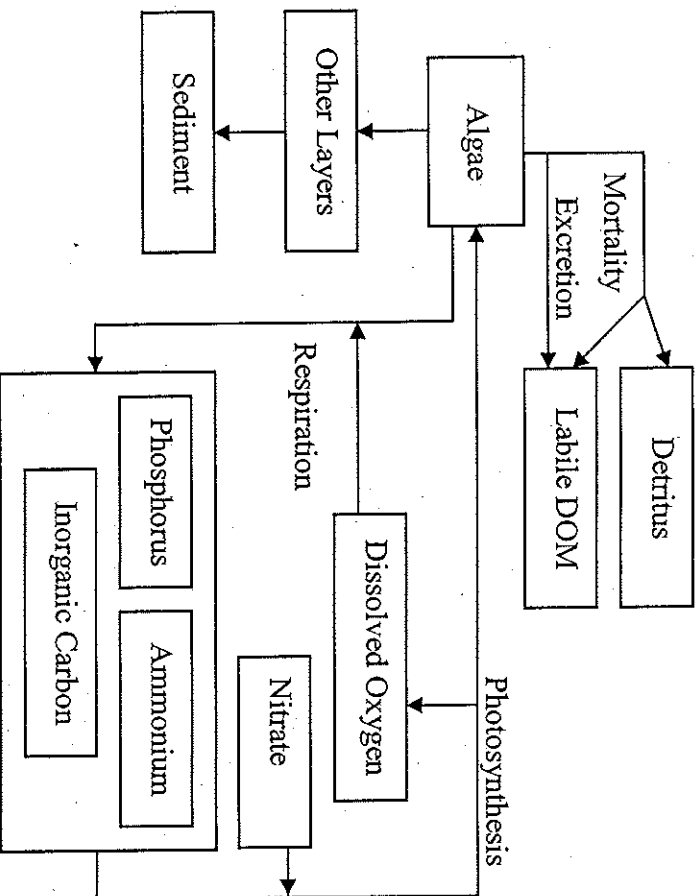 Mortality
Excretion
Detritus
Labile DOM
Algae
Photosynthesis
Other Layers
Dissolved Oxygen
Respiration
Sediment
Nitrate
Phosphorus
Ammonium
Inorganic Carbon